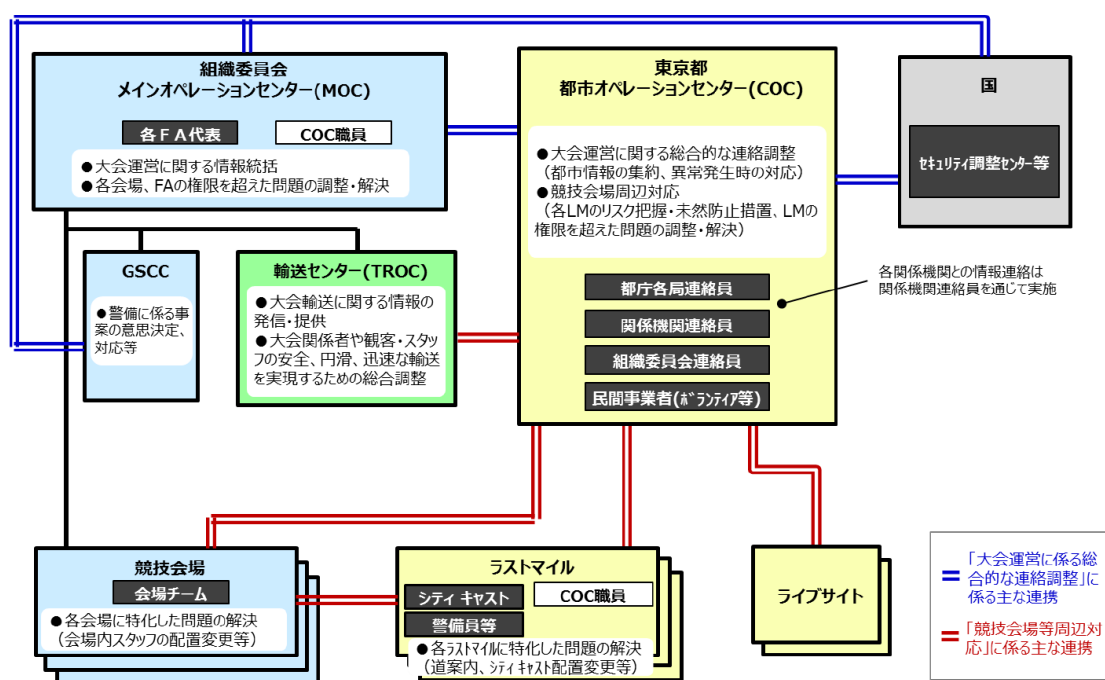 組織委員会
メインオペレーションセンター(MOC)
各ＦＡ代表
COC職員
●大会運営に関する情報統括
●各会場、FAの権限を超えた問題の調整・解決
東京都
都市オペレーションセンター(COC)
●大会運営に関する総合的な連絡調整
（都市情報の集約、異常発生時の対応）
●競技会場周辺対応
（各LMのリスク把握・未然防止措置、LMの
権限を超えた問題の調整・解決）
都庁各局連絡員
関係機関連絡員
組織委員会連絡員
民間事業者(ﾎﾞﾗﾝﾃｨｱ等)
国
ｾｷｭﾘﾃｨ調整ｾﾝﾀｰ等
各関係機関との情報連絡は
関係機関連絡員を通じて実施
GSCC
●警備に係る事
案の意思決定、
対応等
輸送センター(TROC)
●大会輸送に関する情報の
発信・提供
●大会関係者や観客・スタッ
フの安全、円滑、迅速な輸送
を実現するための総合調整
競技会場
会場チーム
●各会場に特化した問題の解決
（会場内スタッフの配置変更等）
ラストマイル
シティ キャスト
COC職員
警備員等
●各ﾗｽﾄﾏｲﾙに特化した問題の解決
（道案内、ｼﾃｨ ｷｬｽﾄ配置変更等）
ライブサイト
「大会運営に係る総
合的な連絡調整」に
係る主な連携
「競技会場等周辺対
応」に係る主な連携